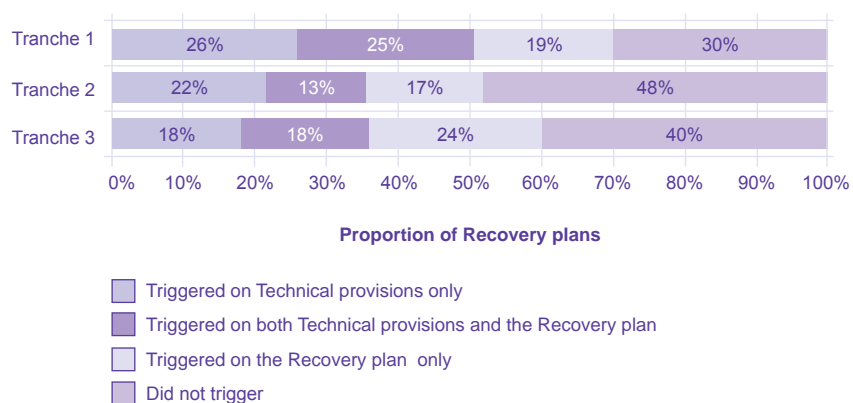 Tranche 1 26% 25% 19% 30%
Tranche 2 22% 13% 17% 48%
Tranche 3 18% 18% 24% 40%
0% 10% 20% 30% 40% 50% 60% 70% 80% 90% 100%
Proportion of Recovery plans
Triggered on Technical provisions only
Triggered on both Technical provisions and the Recovery plan
Triggered on the Recovery plan only
Did not trigger